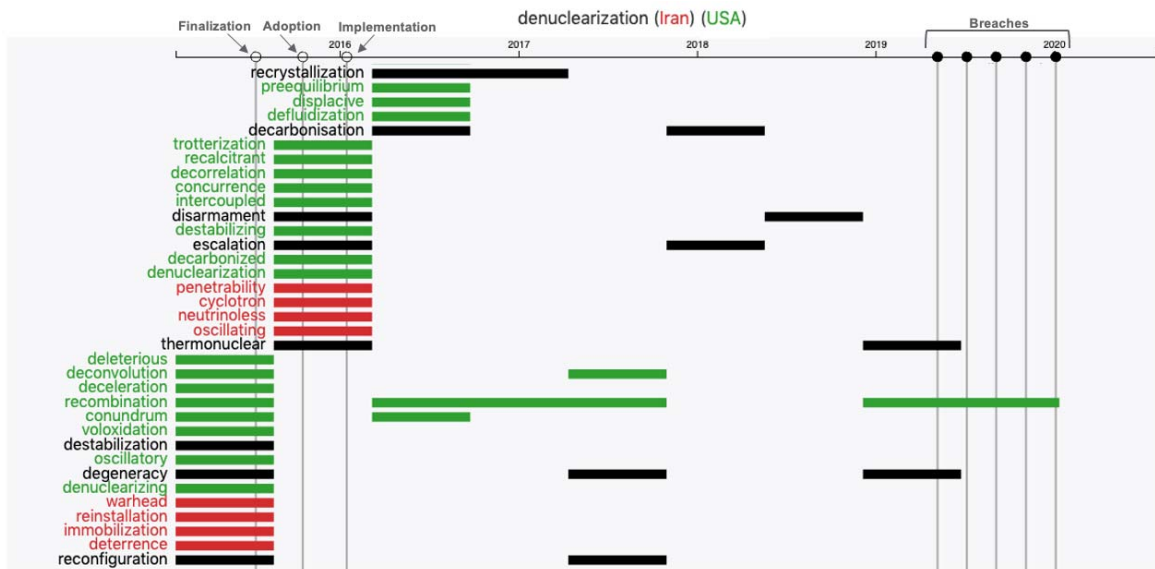 denuclearization (Iran) (USA)
Finalization
Adoption
Implementation
Breaches
2016
2017
2018
2019
2020
recrystallization
preequilibrium
displacive
defluidization
decarbonisation
trotterization
recalcitrant
decorrelation
concurrence
intercoupled
disarmament
destabilizing
escalation
decarbonized
denuclearization
penetrability
cyclotron
neutrinoless
oscillating
thermonuclear
deleterious
deconvolution
deceleration
recombination
conundrum
voloxidation
destabilization
oscillatory
degeneracy
denuclearizing
warhead
reinstallation
immobilization
deterrence
reconfiguration